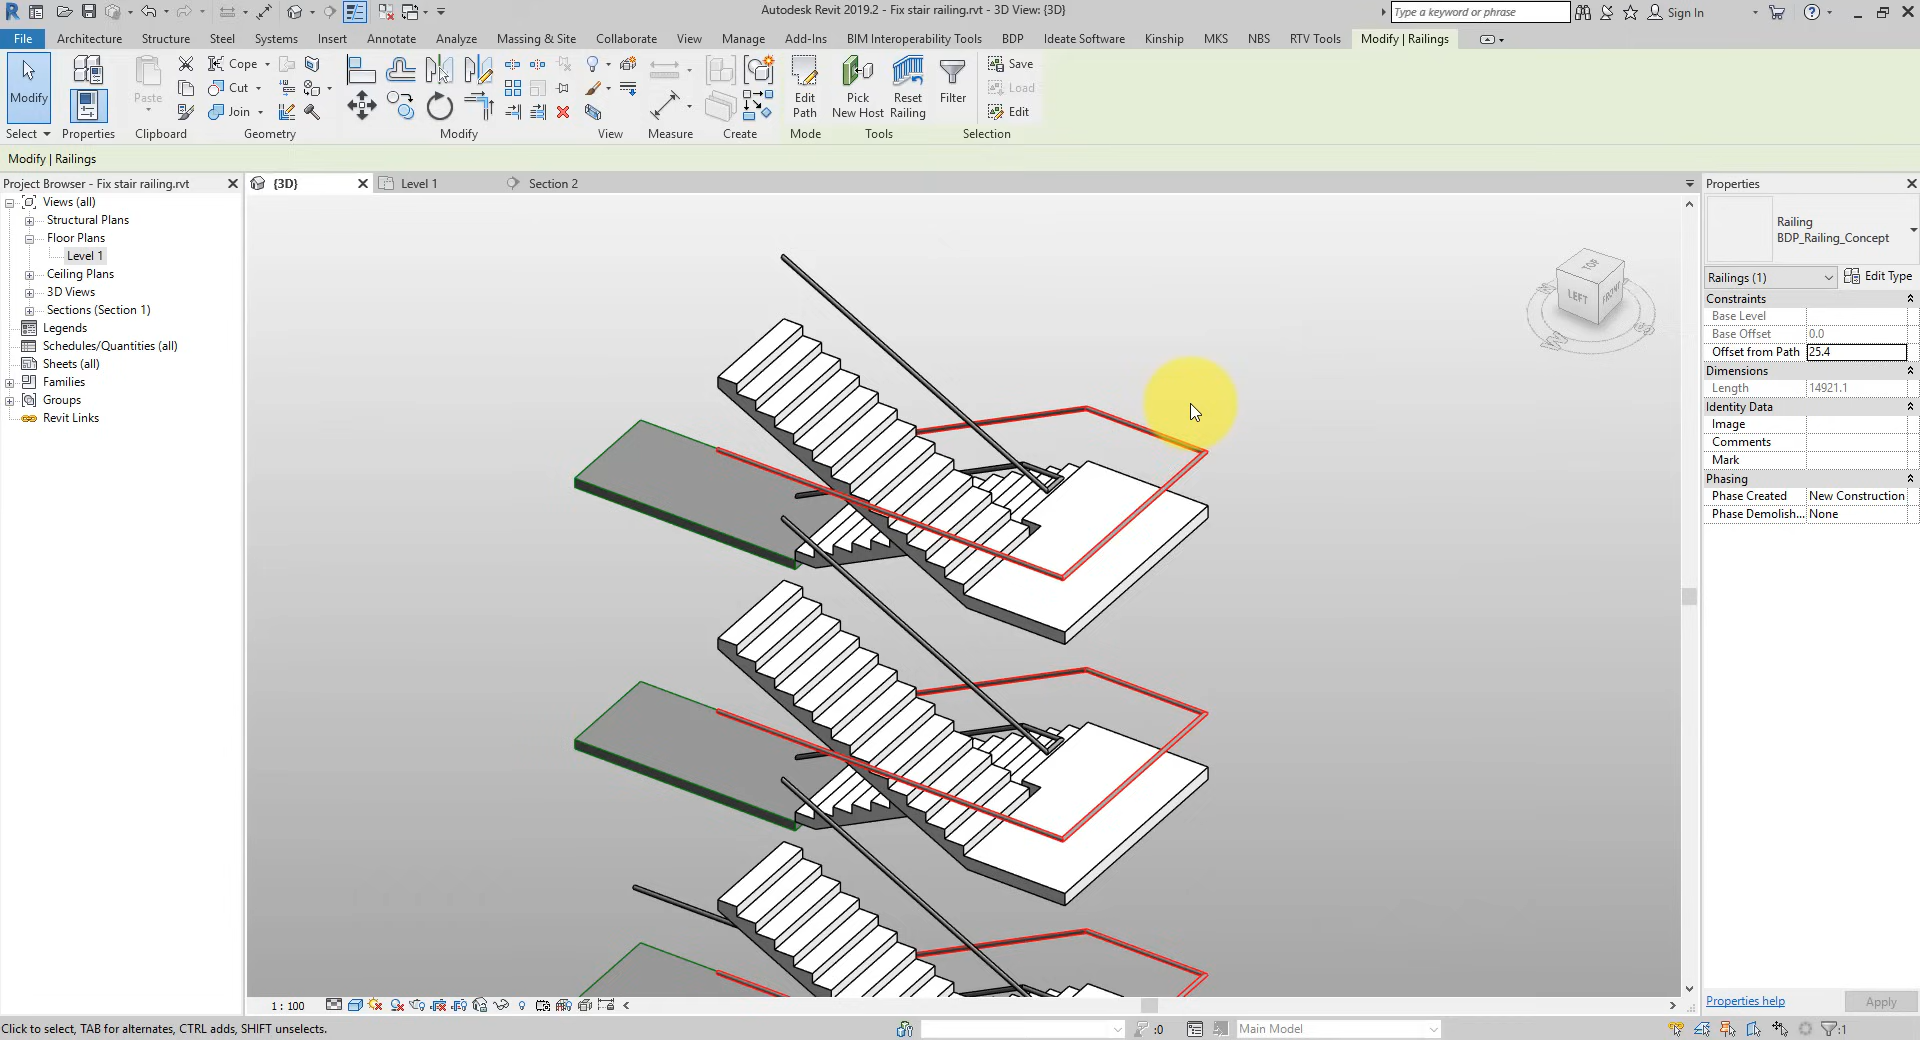 Autodesk Revit 2019.2 - Fix stair railing.rvt - 3D View: {3D}
Type a keyword or phrase
Sign In
File
Architecture
Structure
Steel
Systems
Insert
Annotate
Analyze
Massing & Site
Collaborate
View
Manage
Add-Ins
BIM Interoperability Tools
BDP
Ideate Software
Kinship
MKS
NBS
RTV Tools
Modify | Railings
Modify
Paste
Cope
Cut
Join
Edit
Path
Pick
New Host
Reset
Railing
Filter
Save
Load
Edit
Select
Properties
Clipboard
Geometry
Modify
View
Measure
Create
Mode
Tools
Selection
Modify | Railings
Project Browser - Fix stair railing.rvt
Views (all)
Structural Plans
Floor Plans
Level 1
Ceiling Plans
3D Views
Sections (Section 1)
Legends
Schedules/Quantities (all)
Sheets (all)
Families
Groups
Revit Links
{3D}
Level 1
Section 2
TOP
LEFT
FRONT
Properties
Railing
BDP_Railing_Concept
Railings (1)
Edit Type
Constraints
Base Level
Base Offset 0.0
Offset from Path 25.4
Dimensions
Length 14921.1
Identity Data
Image
Comments
Mark
Phasing
Phase Created New Construction
Phase Demolish... None
Properties help
Apply
1 : 100
Click to select, TAB for alternates, CTRL adds, SHIFT unselects.
:0
Main Model
:1